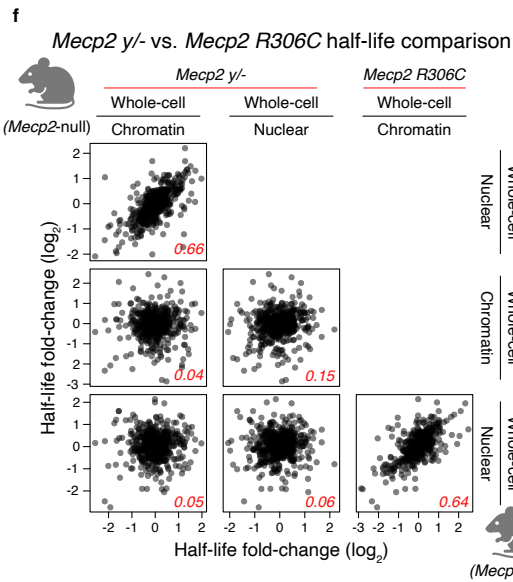 f
Mecp2 y/- vs. Mecp2 R306C half-life comparison
Mecp2 y/- Mecp2 R306C
Whole-cell Whole-cell Whole-cell
(Mecp2-null) Chromatin Nuclear Chromatin
Half-life fold-change (log2)
2
1
0
-1
-2
0.66
Nuclear
2
1
0
1
2
-3
0.04
0.15
Chromatin
2
1
0
-1
-2
0.05
0.06
0.64
Nuclear
-2 -1 0 1 2 -2 -1 0 1 2 -3 -2 -1 0 1 2
Half-life fold-change (log2)